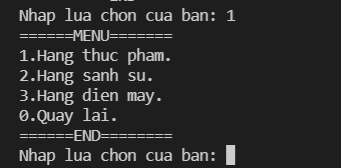 Nhap lua chon cua ban: 1
======MENU=======
1.Hang thuc pham.
2.Hang sanh su.
3.Hang dien may.
0.Quay lai.
======END========
Nhap lua chon cua ban: